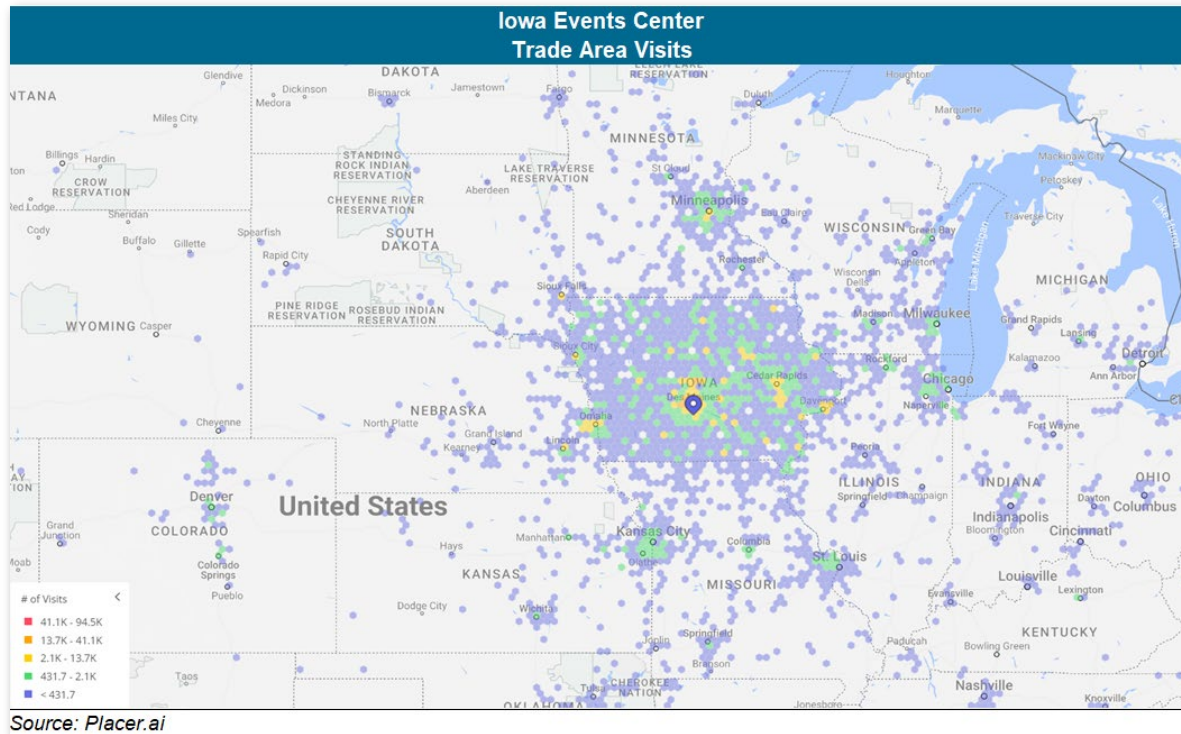 Iowa Events Center
Trade Area Visits
Glendive
Dickinson
Medora
DAKOTA
Bismarck
Jamestown
Fargo
LEECH LAKE
RESERVATION
Duluth
Houghton
Marquette
NTANA
Miles City
Billings
Hardin
CROW
RESERVATION
Red Lodge
Cody
Sheridan
Buffalo
Gillette
Spearfish
Rapid City
STANDING
ROCK INDIAN
RESERVATION
CHEYENNE RIVER
RESERVATION
SOUTH
DAKOTA
Aberdeen
LAKE TRAVERSE
RESERVATION
MINNESOTA
St Cloud
Minneapolis
Eau Claire
Rochester
WISCONSIN
Green Bay
Appleton
Wisconsin
Dells
Madison
Milwaukee
Lake Michigan
Mackinaw City
Petoskey
Traverse City
Lake Huron
MICHIGAN
Grand Rapids
Lansing
Kalamazoo
Detroit
Ann Arbor
WYOMING
Casper
PINE RIDGE
RESERVATION
ROSEBUD INDIAN
RESERVATION
Sioux Falls
Sioux City
IOWA
Des Moines
Cedar Rapids
Davenport
Rockford
Chicago
Naperville
NEBRASKA
Omaha
Lincoln
Grand Island
Kearney
North Platte
Cheyenne
Peoria
ILLINOIS
Springfield
Champaign
Fort Wayne
INDIANA
Indianapolis
Bloomington
OHIO
Dayton
Columbus
Cincinnati
United States
Denver
COLORADO
Colorado
Springs
Pueblo
Grand
Junction
Moab
Manhattan
Kansas City
Olathe
Columbia
St. Louis
MISSOURI
Hays
KANSAS
Dodge City
Wichita
Joplin
Springfield
Branson
Evansville
Louisville
Lexington
KENTUCKY
Paducah
Bowling Green
Nashville
Knoxville
Jonesboro
Taos
Tulsa
CHEROKEE
NATION
OKLAHOMA
# of Visits
41.1K - 94.5K
13.7K - 41.1K
2.1K - 13.7K
431.7 - 2.1K
< 431.7
Source: Placer.ai